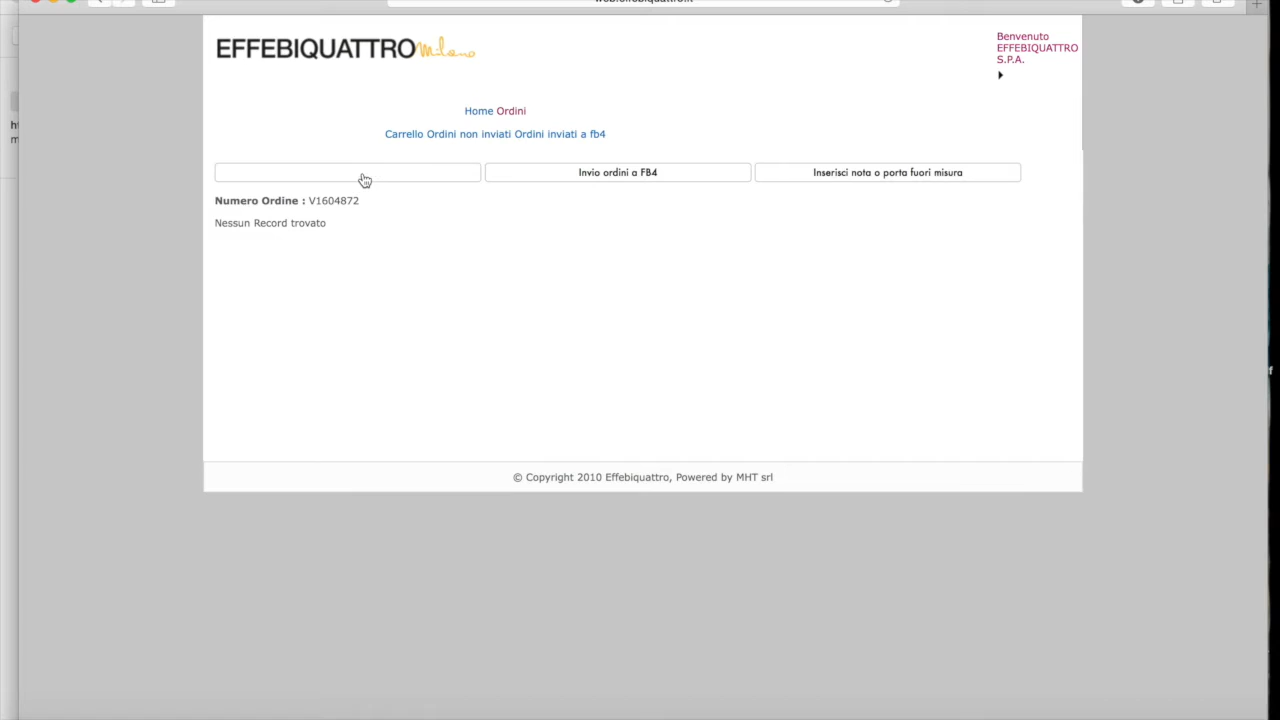 EFFEBIQUATTRO Milano
Benvenuto
EFFEBIQUATTRO
S.P.A.
Home Ordini
Carrello Ordini non inviati Ordini inviati a fb4
Invio ordini a FB4
Inserisci nota o porta fuori misura
Numero Ordine : V1604872
Nessun Record trovato
© Copyright 2010 Effebiquattro, Powered by MHT srl